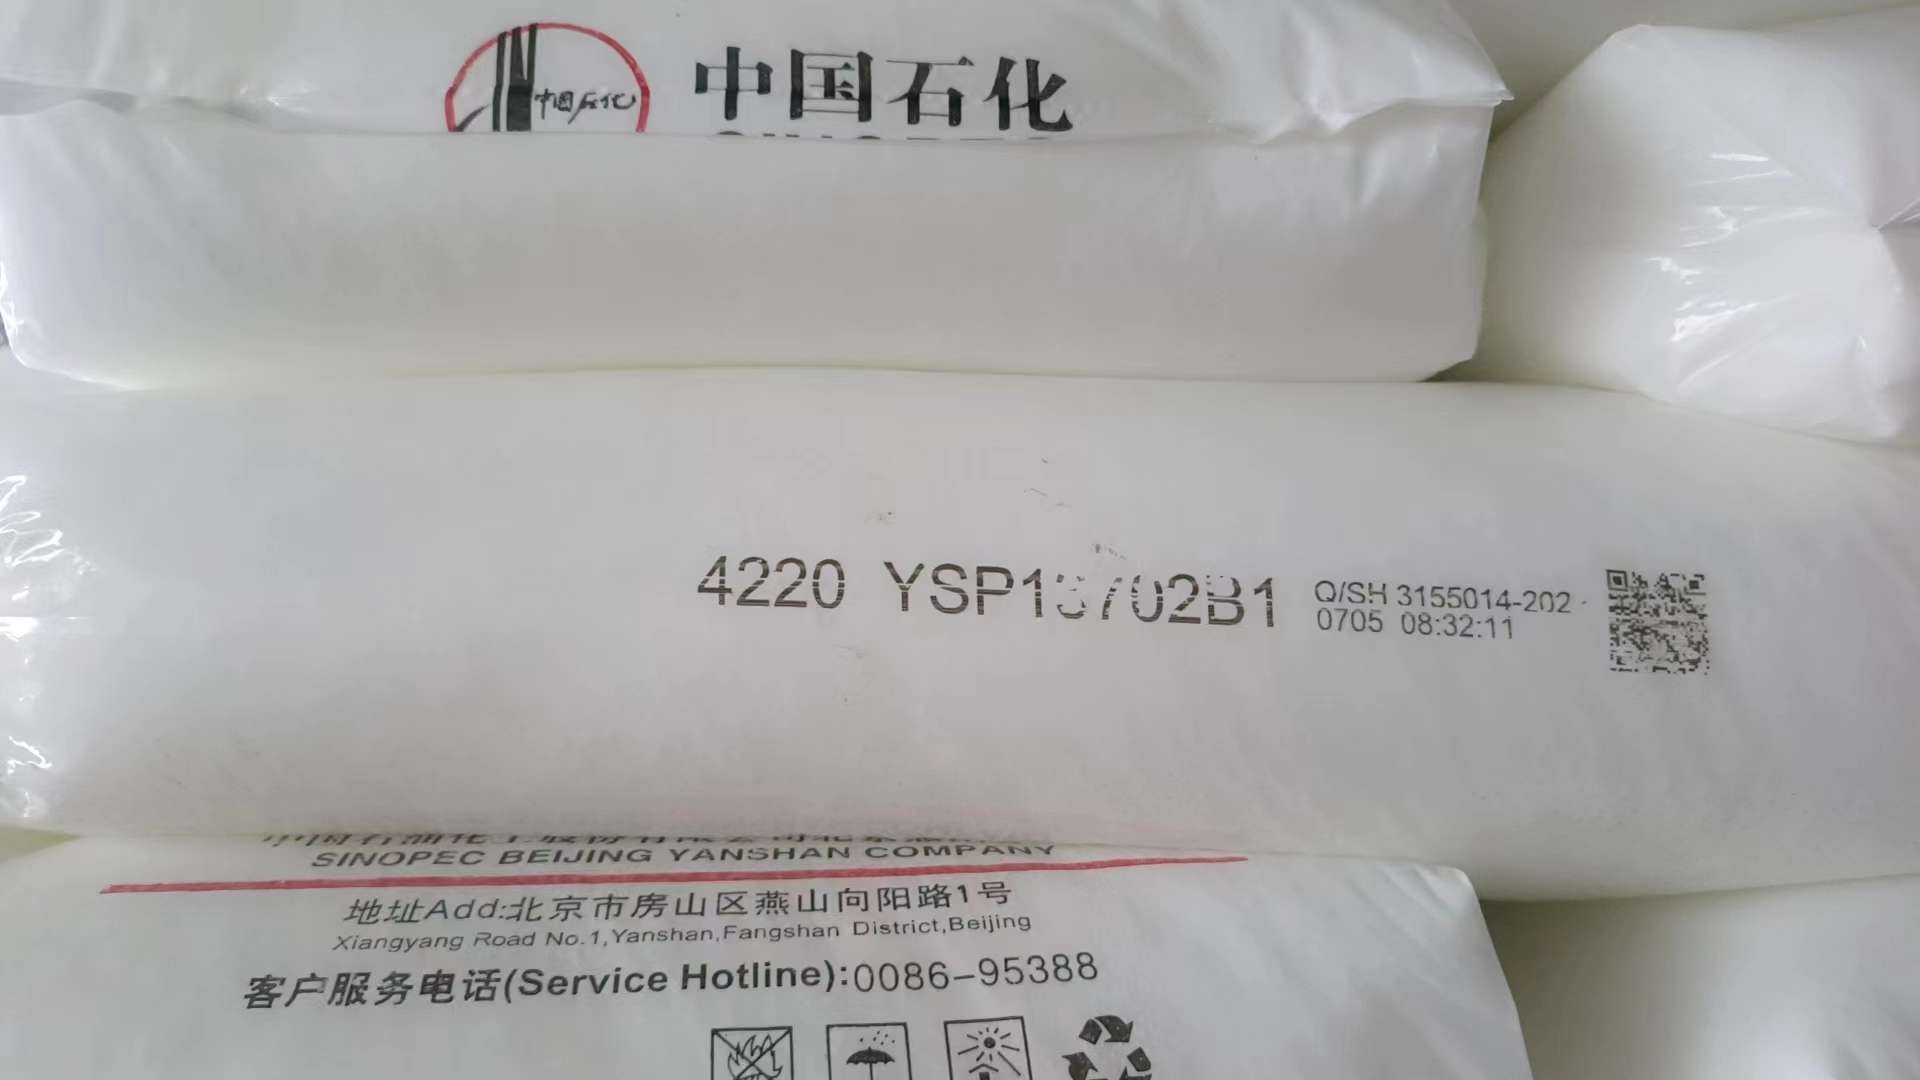 中国石化
中国石化
4220 YSP13702B1
Q/SH 3155014-202
0705 08:32:11
SINOPEC BEIJING YANSHAN COMPANY
地址Add:北京市房山区燕山向阳路1号
Xiangyang Road No.1,Yanshan,Fangshan District,Beijing
客户服务电话(Service Hotline):0086-95388